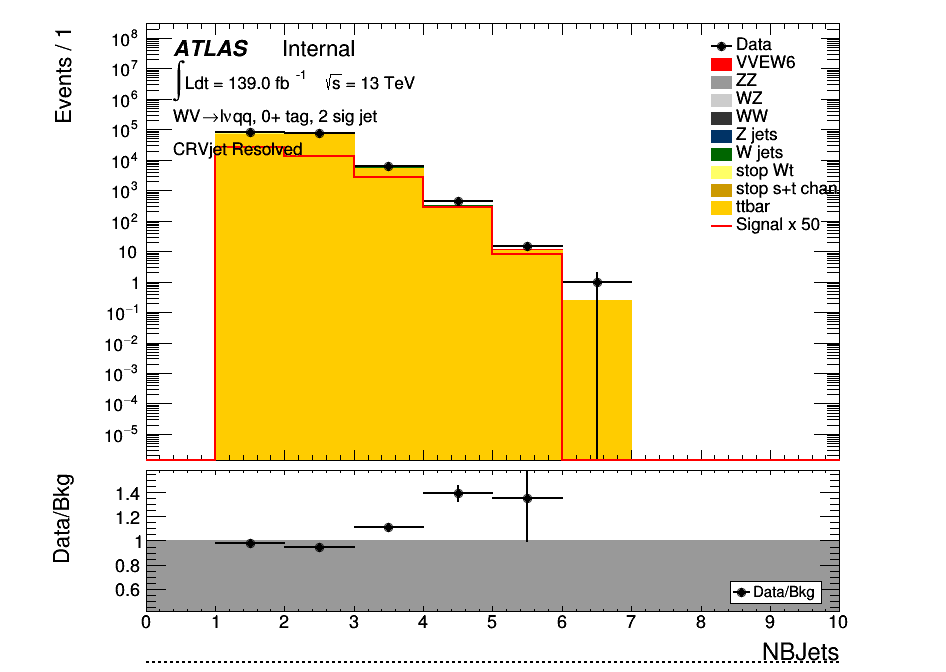 Events / 1
10⁸
10⁷
10⁶
10⁵
10⁴
10³
10²
10
1
10⁻¹
10⁻²
10⁻³
10⁻⁴
10⁻⁵
ATLAS Internal
∫Ldt = 139.0 fb⁻¹ √s = 13 TeV
WV→lνqq, 0+ tag, 2 sig jet
CRVjet Resolved
Data
VVEW6
ZZ
WZ
WW
Z jets
W jets
stop Wt
stop s+t chan
ttbar
Signal x 50
Data/Bkg
1.4
1.2
1
0.8
0.6
Data/Bkg
0 1 2 3 4 5 6 7 8 9 10
NBJets